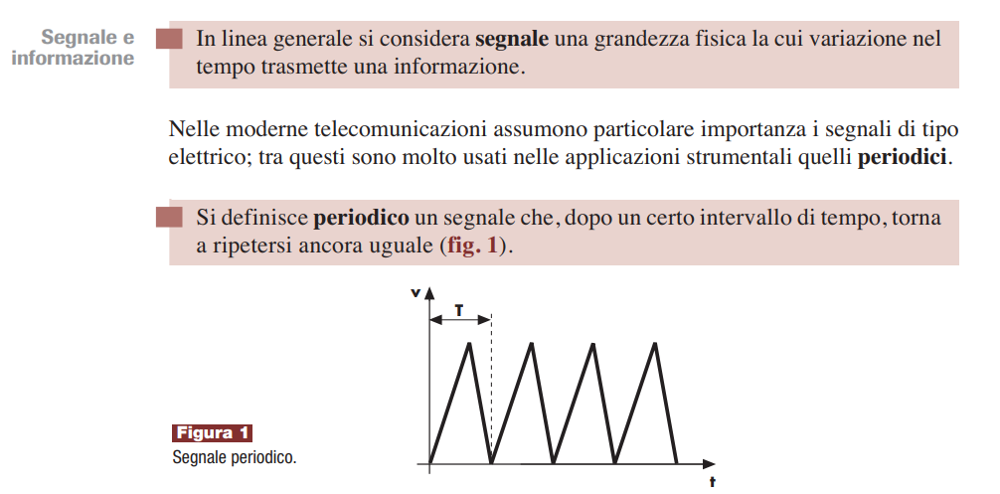 Segnale e
informazione
In linea generale si considera segnale una grandezza fisica la cui variazione nel
tempo trasmette una informazione.
Nelle moderne telecomunicazioni assumono particolare importanza i segnali di tipo
elettrico; tra questi sono molto usati nelle applicazioni strumentali quelli periodici.
Si definisce periodico un segnale che, dopo un certo intervallo di tempo, torna
a ripetersi ancora uguale (fig. 1).
v
T
t
Figura 1
Segnale periodico.